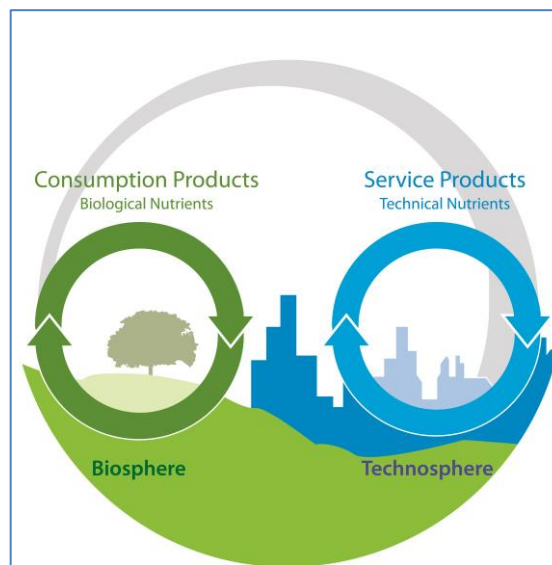 Consumption Products
Biological Nutrients
Service Products
Technical Nutrients
Biosphere
Technosphere